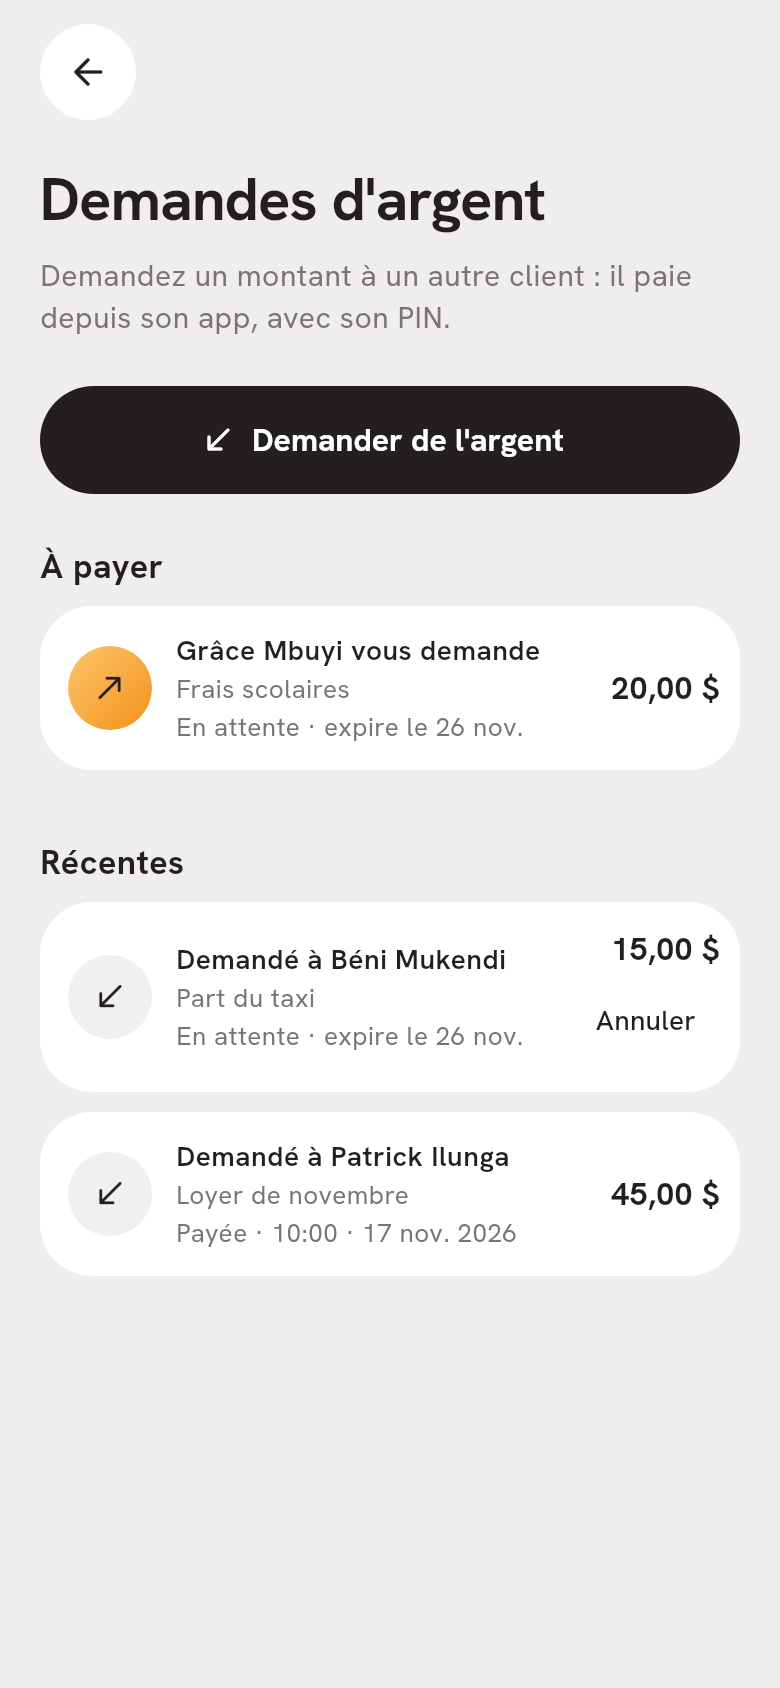 Demandes d'argent
Demandez un montant à un autre client : il paie
depuis son app, avec son PIN.
Demander de l'argent
À payer
Grâce Mbuyi vous demande
Frais scolaires
En attente · expire le 26 nov.
20,00 $
Récentes
Demandé à Béni Mukendi
Part du taxi
En attente · expire le 26 nov.
15,00 $
Annuler
Demandé à Patrick Ilunga
Loyer de novembre
Payée · 10:00 · 17 nov. 2026
45,00 $